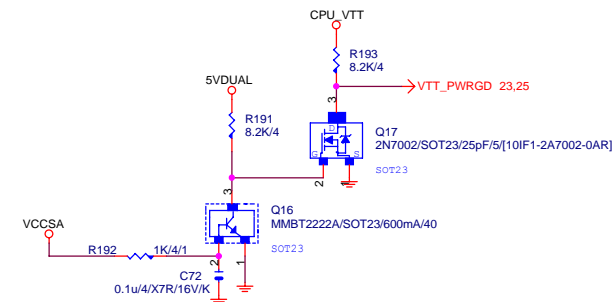 CPU_VTT
R193
8.2K/4
VTT_PWRGD 23,25
5VDUAL
R191
8.2K/4
3
D
G
S
Q17
2N7002/SOT23/25pF/5/[10IF1-2A7002-0AR]
SOT23
2
3
Q16
MMBT2222A/SOT23/600mA/40
SOT23
VCCSA
R192
1K/4/1
2
1
C72
0.1u/4/X7R/16V/K